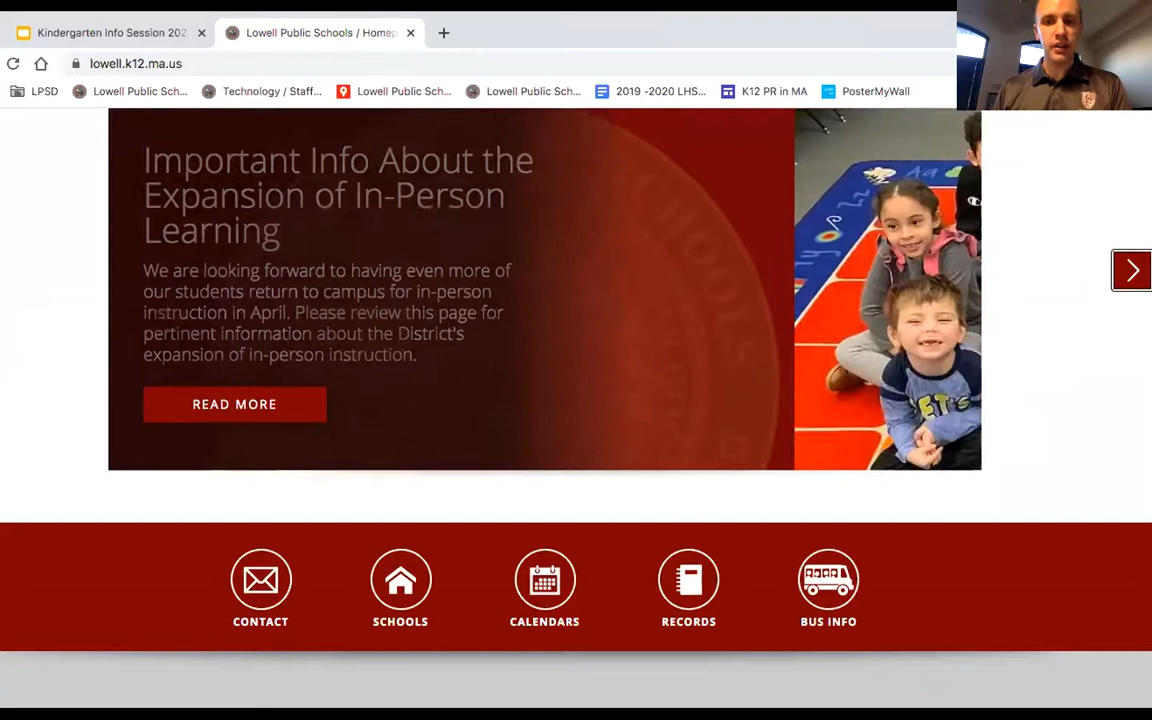 Kindergarten Info Session 202
Lowell Public Schools / Homep
lowell.k12.ma.us
LPSD
Lowell Public Sch...
Technology / Staff...
Lowell Public Sch...
Lowell Public Sch...
2019 -2020 LHS...
K12 PR in MA
PosterMyWall
Important Info About the
Expansion of In-Person
Learning
We are looking forward to having even more of
our students return to campus for in-person
instruction in April. Please review this page for
pertinent information about the District's
expansion of in-person instruction.
READ MORE
CHOOLS
Aa
Zz
CONTACT
SCHOOLS
CALENDARS
RECORDS
BUS INFO